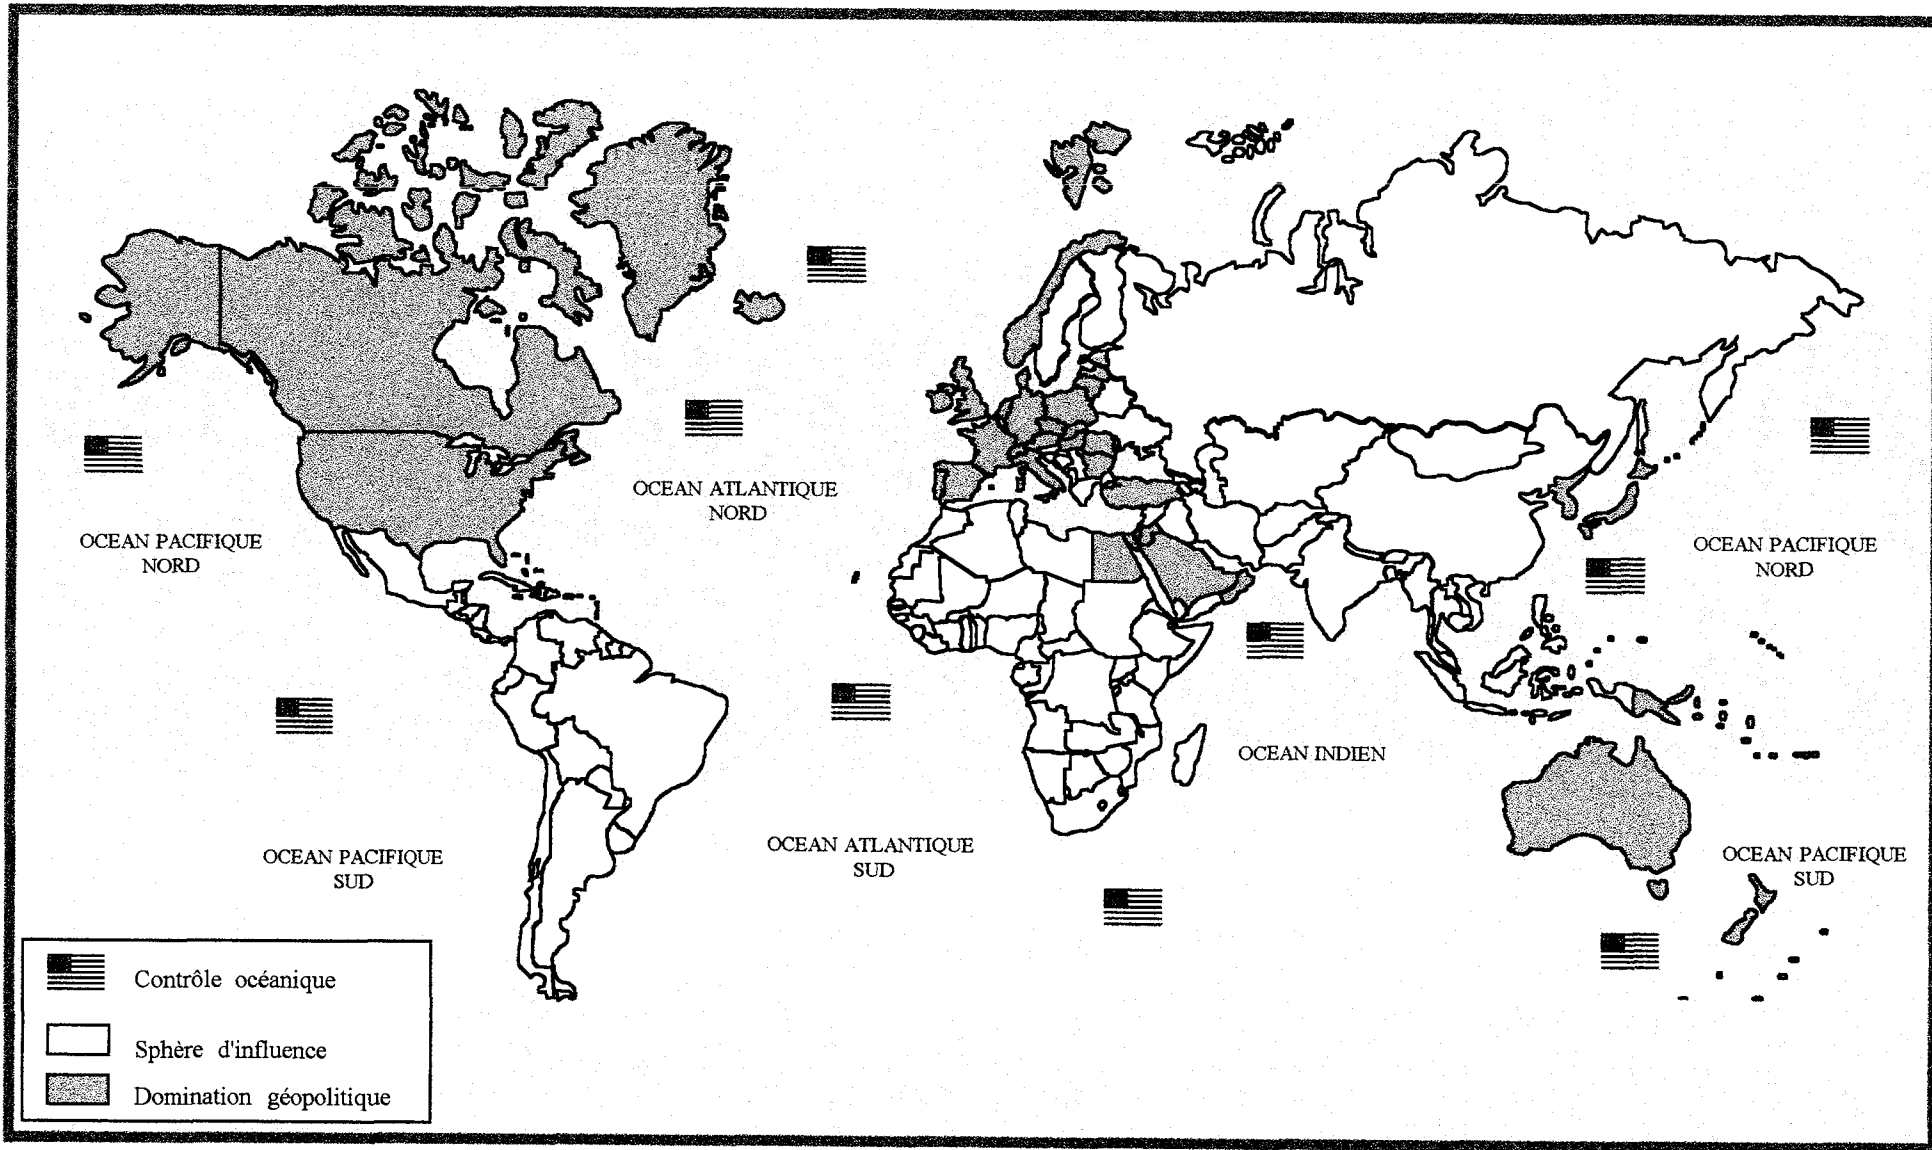 OCEAN ATLANTIQUE
NORD
OCEAN PACIFIQUE
NORD
OCEAN PACIFIQUE
NORD
OCEAN INDIEN
OCEAN PACIFIQUE
SUD
OCEAN ATLANTIQUE
SUD
OCEAN PACIFIQUE
SUD
Contrôle océanique
Sphère d'influence
Domination géopolitique